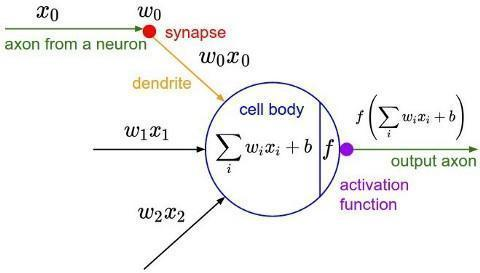 x₀
w₀
axon from a neuron
synapse
w₀x₀
dendrite
cell body
f(∑ᵢ wᵢxᵢ + b)
w₁x₁
∑ᵢ wᵢxᵢ + b
f
output axon
activation
function
w₂x₂